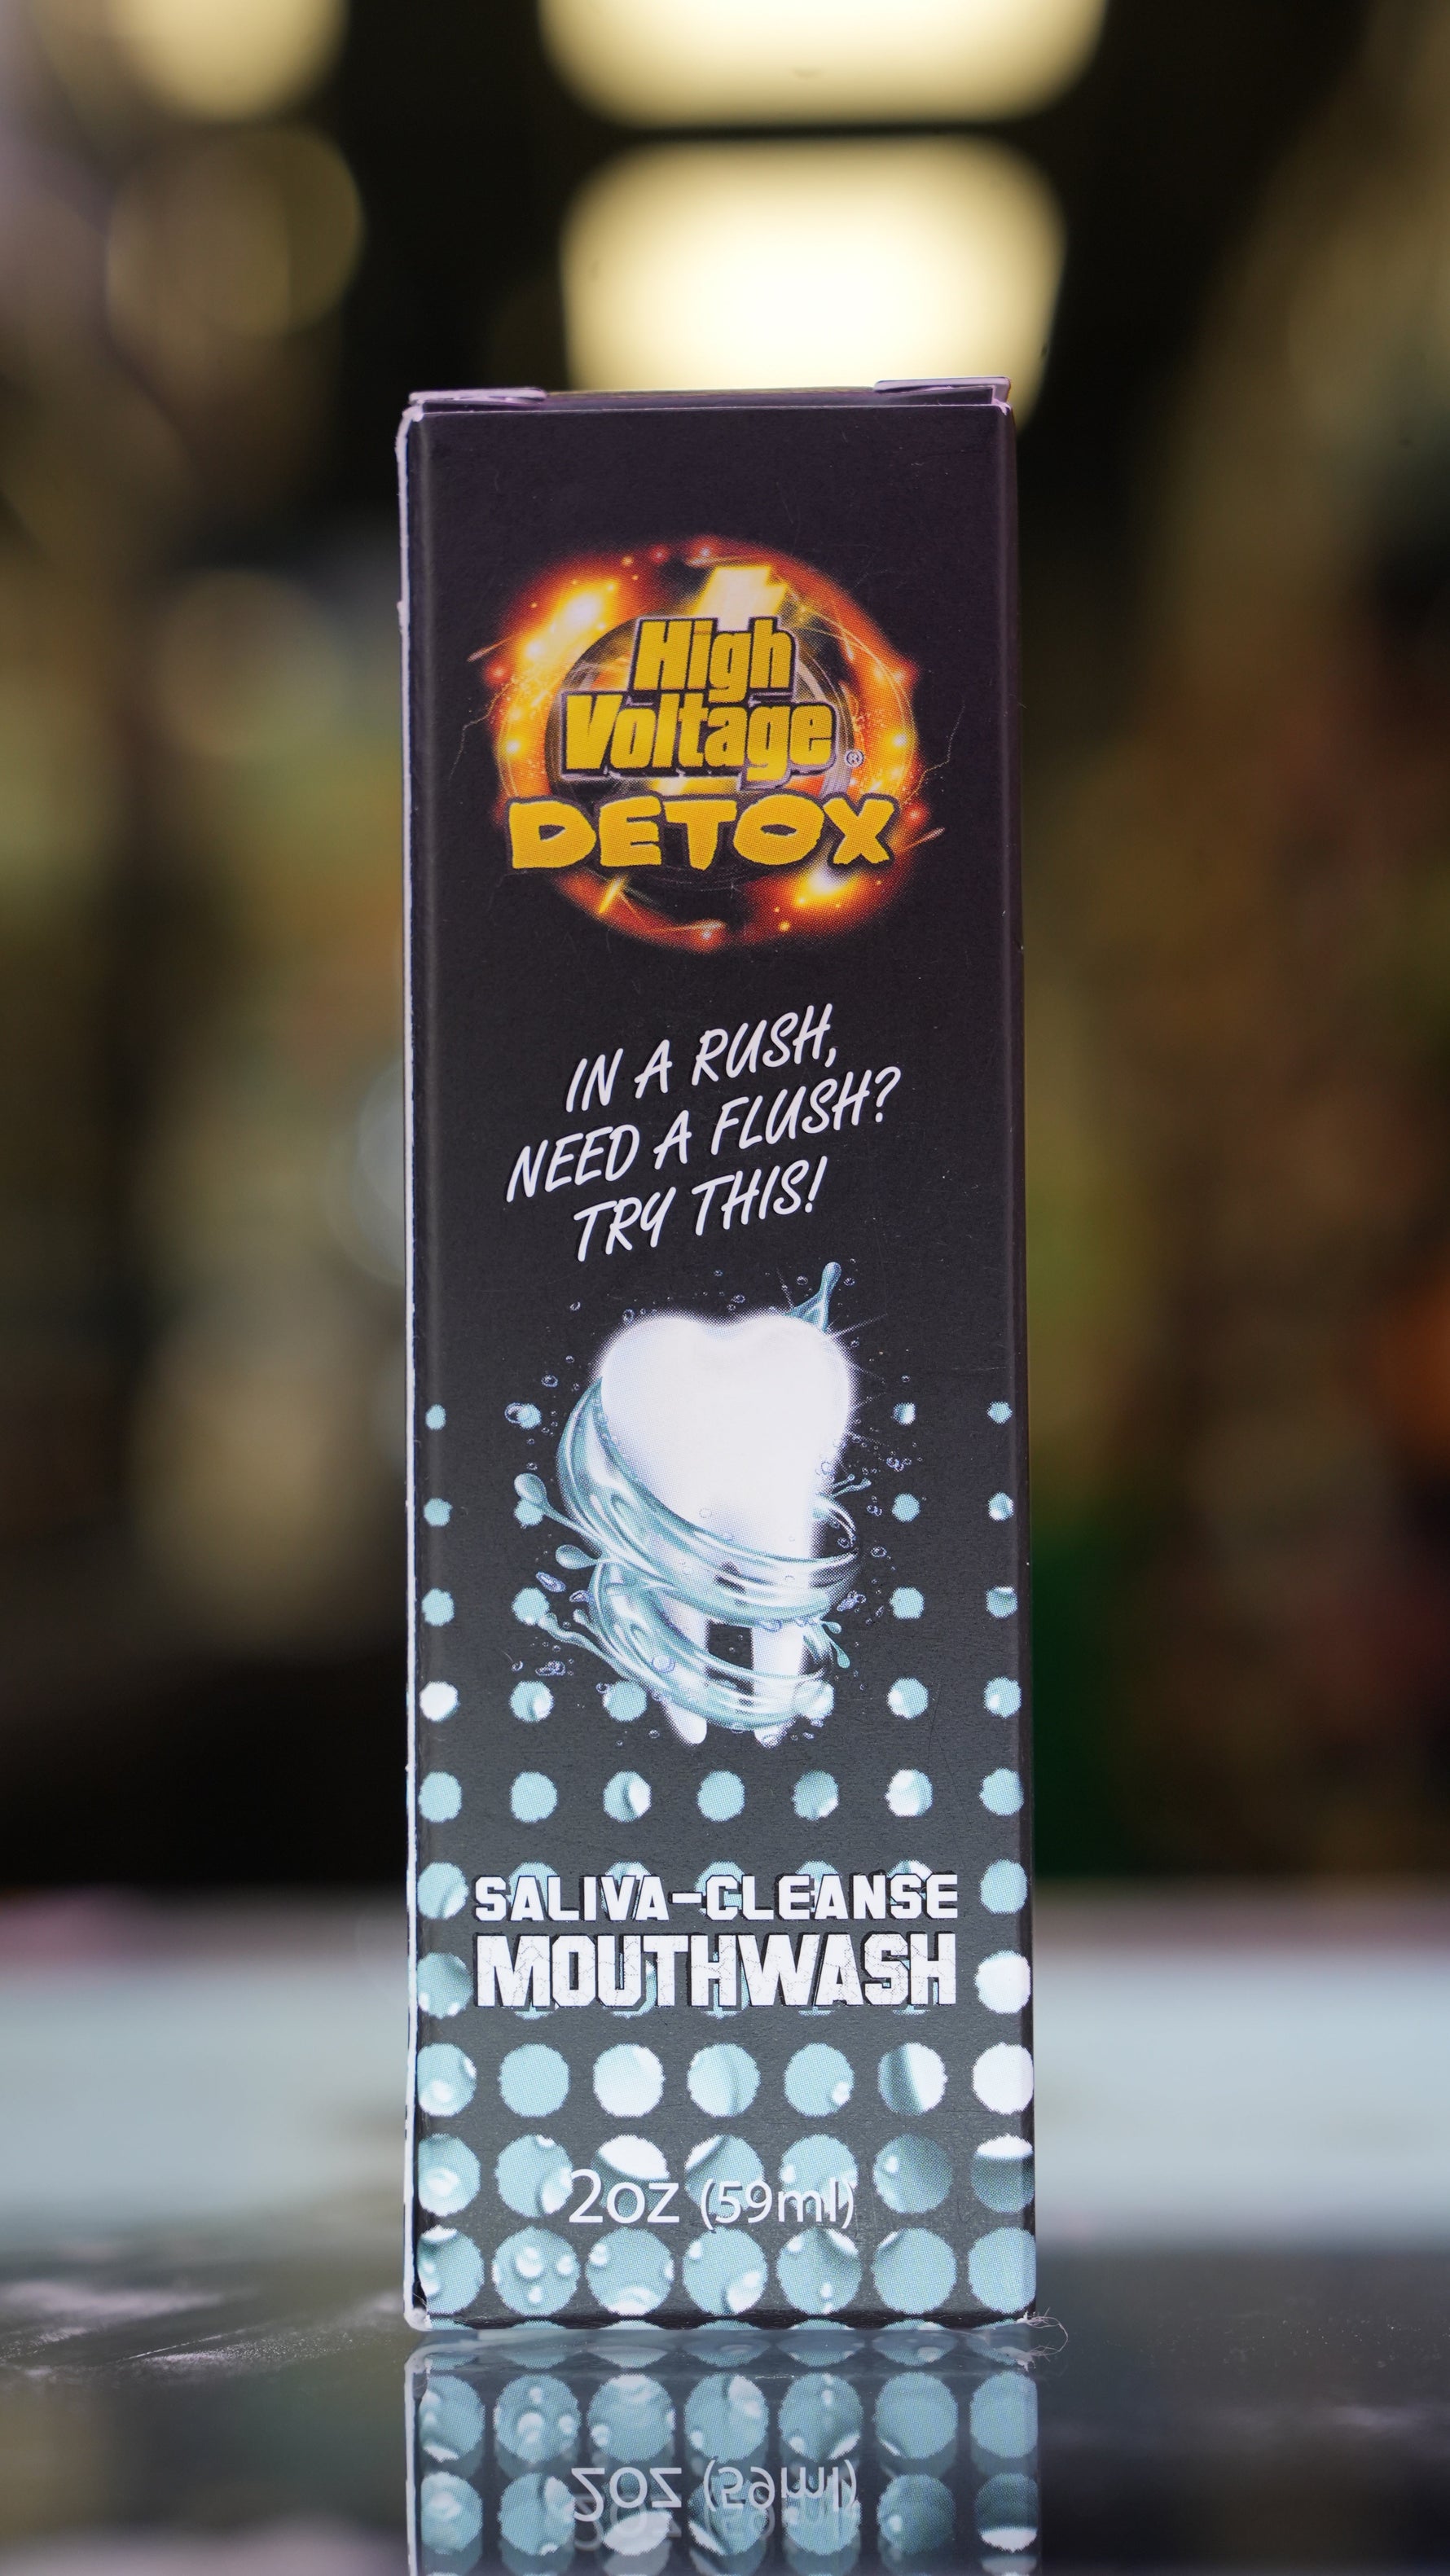 High
Voltage®
DETOX
IN A RUSH,
NEED A FLUSH?
TRY THIS!
SALIVA-CLEANSE
MOUTHWASH
2oz (59ml)